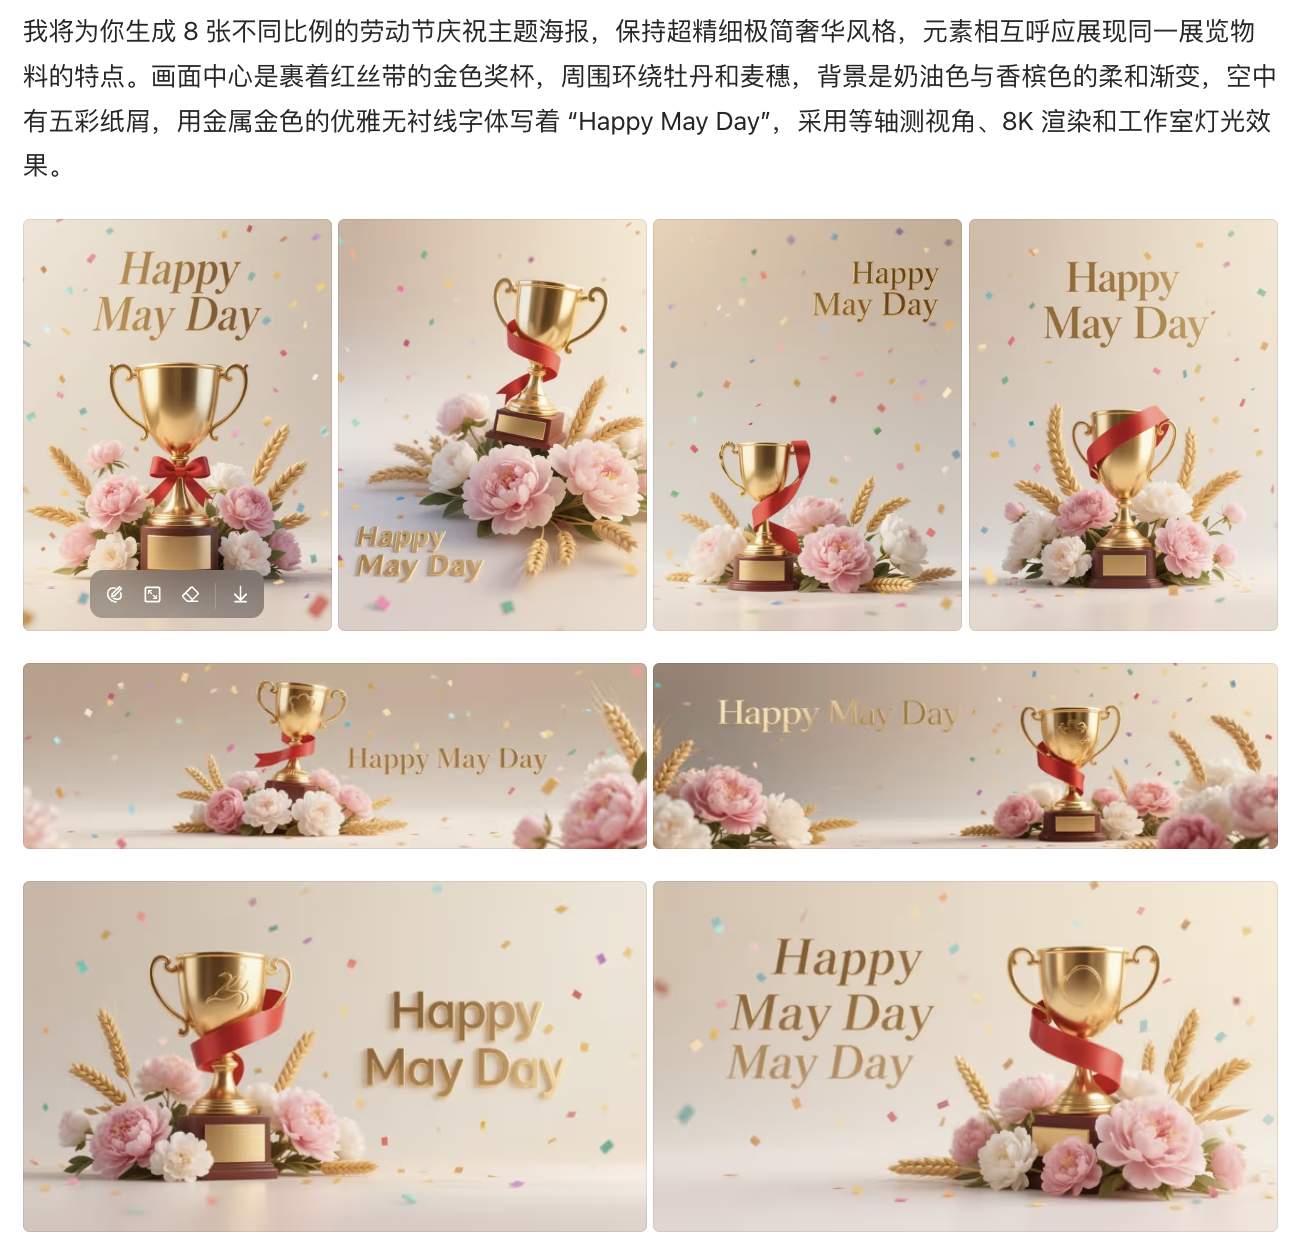 我将为你生成 8 张不同比例的劳动节庆祝主题海报，保持超精细极简奢华风格，元素相互呼应展现同一展览物
料的特点。画面中心是裹着红丝带的金色奖杯，周围环绕牡丹和麦穗，背景是奶油色与香槟色的柔和渐变，空中
有五彩纸屑，用金属金色的优雅无衬线字体写着 “Happy May Day”，采用等轴测视角、8K 渲染和工作室灯光效
果。
Happy
May Day
Happy
May Day
Happy
May Day
Happy
May Day
Happy May Day
Happy May Day
Happy
May Day
Happy
May Day
May Day